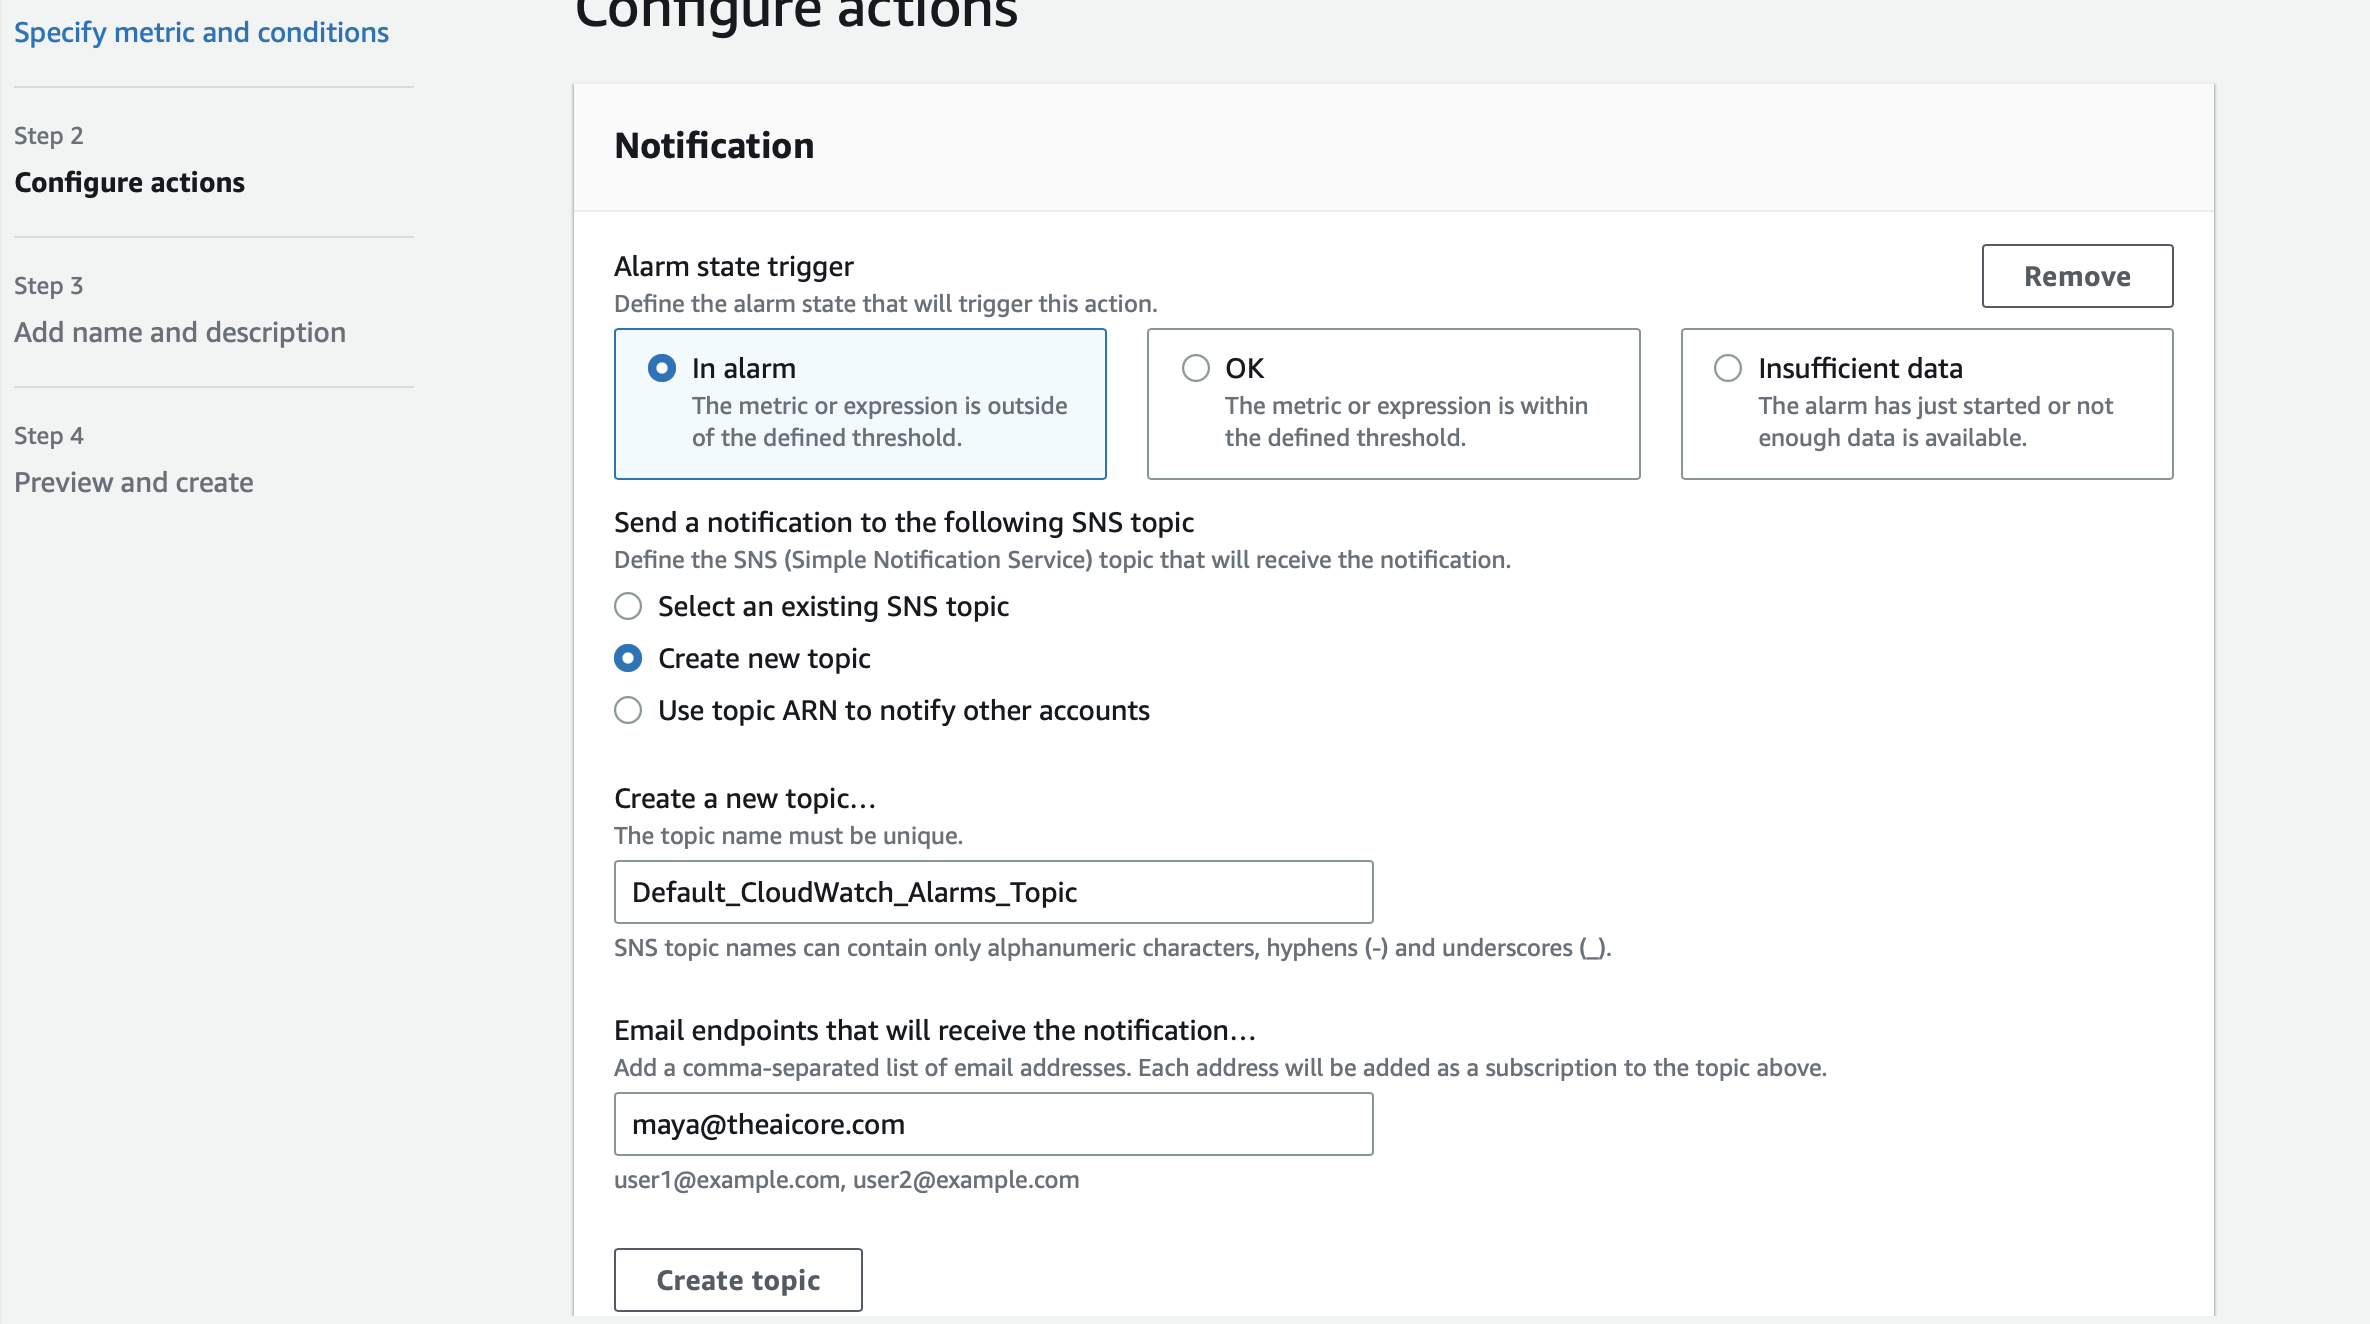 Specify metric and conditions
Step 2
Configure actions
Step 3
Add name and description
Step 4
Preview and create
Configure actions
Notification
Alarm state trigger
Define the alarm state that will trigger this action.
Remove
In alarm
The metric or expression is outside
of the defined threshold.
OK
The metric or expression is within
the defined threshold.
Insufficient data
The alarm has just started or not
enough data is available.
Send a notification to the following SNS topic
Define the SNS (Simple Notification Service) topic that will receive the notification.
Select an existing SNS topic
Create new topic
Use topic ARN to notify other accounts
Create a new topic…
The topic name must be unique.
Default_CloudWatch_Alarms_Topic
SNS topic names can contain only alphanumeric characters, hyphens (-) and underscores (_).
Email endpoints that will receive the notification…
Add a comma-separated list of email addresses. Each address will be added as a subscription to the topic above.
maya@theaicore.com
user1@example.com, user2@example.com
Create topic